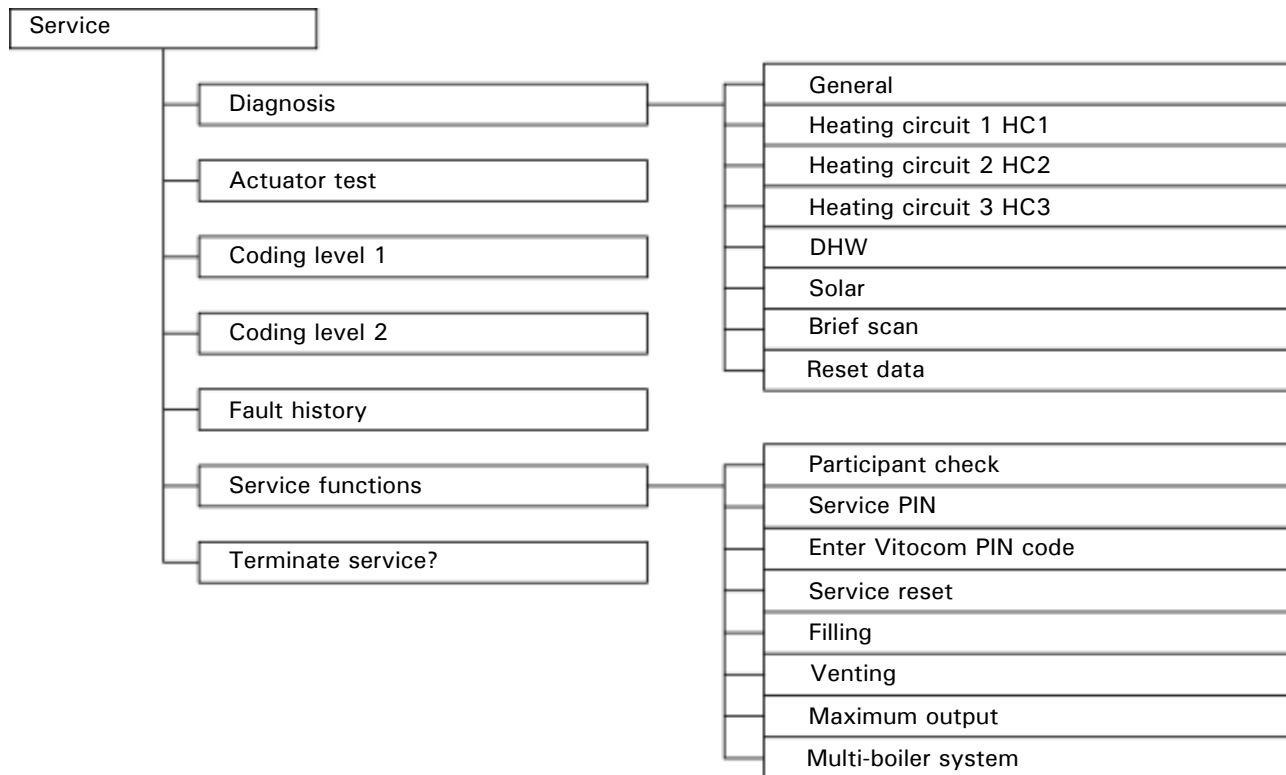 Service
Diagnosis
Actuator test
Coding level 1
Coding level 2
Fault history
Service functions
Terminate service?
General
Heating circuit 1 HC1
Heating circuit 2 HC2
Heating circuit 3 HC3
DHW
Solar
Brief scan
Reset data
Participant check
Service PIN
Enter Vitocom PIN code
Service reset
Filling
Venting
Maximum output
Multi-boiler system